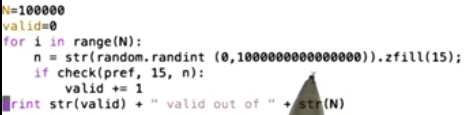 N=100000
valid=0
for i in range(N):
    n = str(random.randint (0,1000000000000000)).zfill(15);
    if check(pref, 15, n):
        valid += 1
print str(valid) + " valid out of " + str(N)